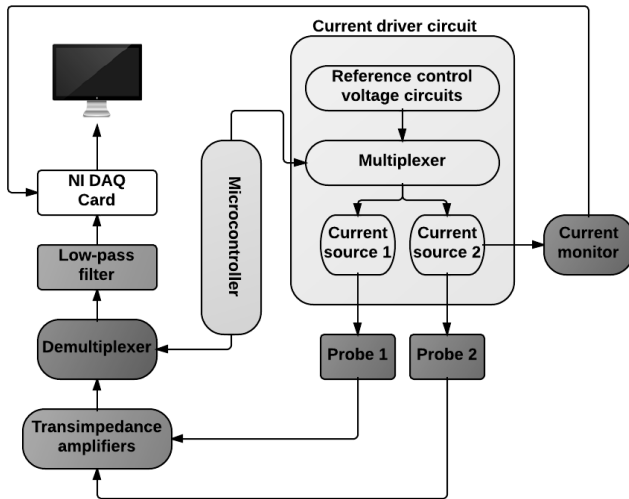 Current driver circuit
Reference control
voltage circuits
Multiplexer
Current
source 1
Current
source 2
Current
monitor
Microcontroller
NI DAQ
Card
Low-pass
filter
Demultiplexer
Transimpedance
amplifiers
Probe 1
Probe 2